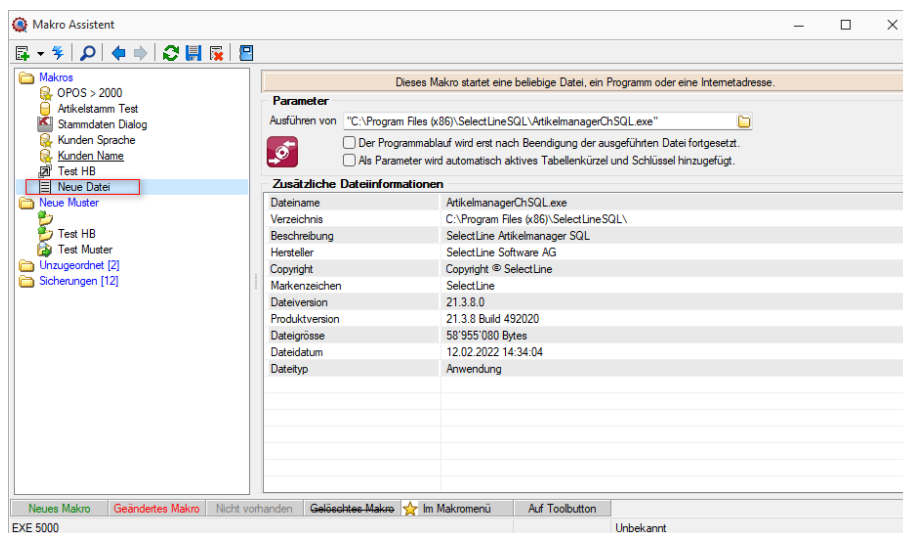 Makro Assistent
Makros
OPOS > 2000
Artikelstamm Test
Stammdaten Dialog
Kunden Sprache
Kunden Name
Test HB
Neue Datei
Neue Muster
Test HB
Test Muster
Unzugeordnet [2]
Sicherungen [12]
Dieses Makro startet eine beliebige Datei, ein Programm oder eine Internetadresse.
Parameter
Ausführen von "C:\Program Files (x86)\SelectLineSQL\ArtikelmanagerChSQL.exe"
Der Programmablauf wird erst nach Beendigung der ausgeführten Datei fortgesetzt.
Als Parameter wird automatisch aktives Tabellenkürzel und Schlüssel hinzugefügt.
Zusätzliche Dateiinformationen
Dateiname ArtikelmanagerChSQL.exe
Verzeichnis C:\Program Files (x86)\SelectLineSQL\
Beschreibung SelectLine Artikelmanager SQL
Hersteller SelectLine Software AG
Copyright Copyright © SelectLine
Markenzeichen SelectLine
Dateiversion 21.3.8.0
Produktversion 21.3.8 Build 492020
Dateigrösse 58'955'080 Bytes
Dateidatum 12.02.2022 14:34:04
Dateityp Anwendung
Neues Makro Geändertes Makro Nicht vorhanden Gelöschtes Makro Im Makromenü Auf Toolbutton
EXE 5000 Unbekannt